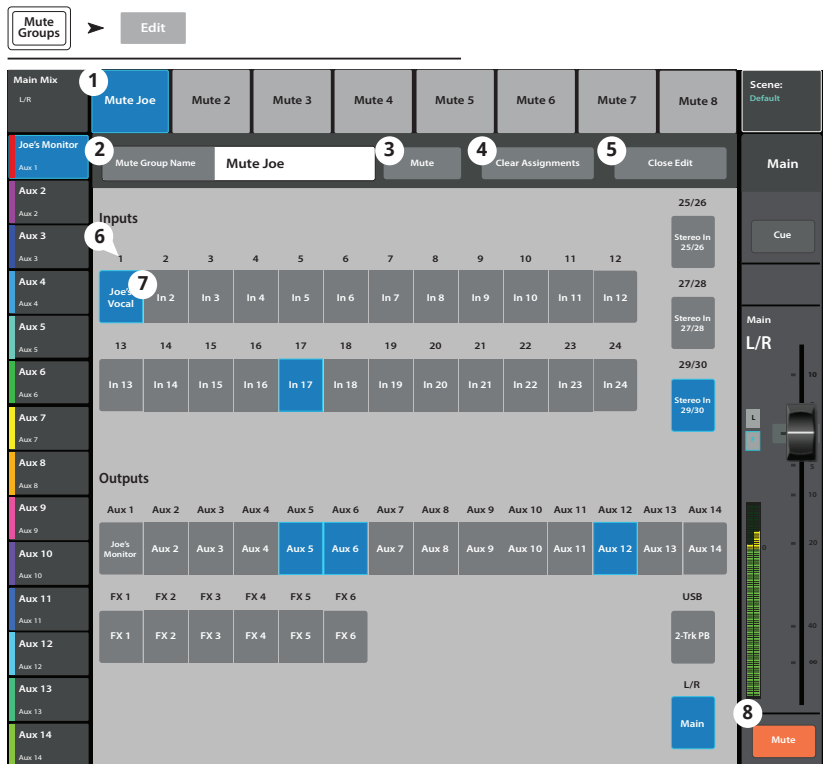 Mute Groups
Edit
Main Mix
L/R
1
Mute Joe
Mute 2
Mute 3
Mute 4
Mute 5
Mute 6
Mute 7
Mute 8
Scene:
Default
Joe's Monitor
Aux 1
2
Mute Group Name
Mute Joe
3
Mute
4
Clear Assignments
5
Close Edit
Main
Aux 2
Aux 2
Aux 3
Aux 3
Aux 4
Aux 4
Aux 5
Aux 5
Aux 6
Aux 6
Aux 7
Aux 7
Aux 8
Aux 8
Aux 9
Aux 9
Aux 10
Aux 10
Aux 11
Aux 11
Aux 12
Aux 12
Aux 13
Aux 13
Aux 14
Aux 14
Inputs
6
1 2 3 4 5 6 7 8 9 10 11 12
Joe's Vocal
7
In 2 In 3 In 4 In 5 In 6 In 7 In 8 In 9 In 10 In 11 In 12
13 14 15 16 17 18 19 20 21 22 23 24
In 13 In 14 In 15 In 16 In 17 In 18 In 19 In 20 In 21 In 22 In 23 In 24
25/26
Stereo In 25/26
27/28
Stereo In 27/28
29/30
Stereo In 29/30
Outputs
Aux 1 Aux 2 Aux 3 Aux 4 Aux 5 Aux 6 Aux 7 Aux 8 Aux 9 Aux 10 Aux 11 Aux 12 Aux 13 Aux 14
Joe's Monitor
Aux 2 Aux 3 Aux 4 Aux 5 Aux 6 Aux 7 Aux 8 Aux 9 Aux 10 Aux 11 Aux 12 Aux 13 Aux 14
FX 1 FX 2 FX 3 FX 4 FX 5 FX 6
FX 1 FX 2 FX 3 FX 4 FX 5 FX 6
USB
2-Trk PB
L/R
Main
Cue
Main
L/R
10
L
5
10
0
20
40
∞
8
Mute